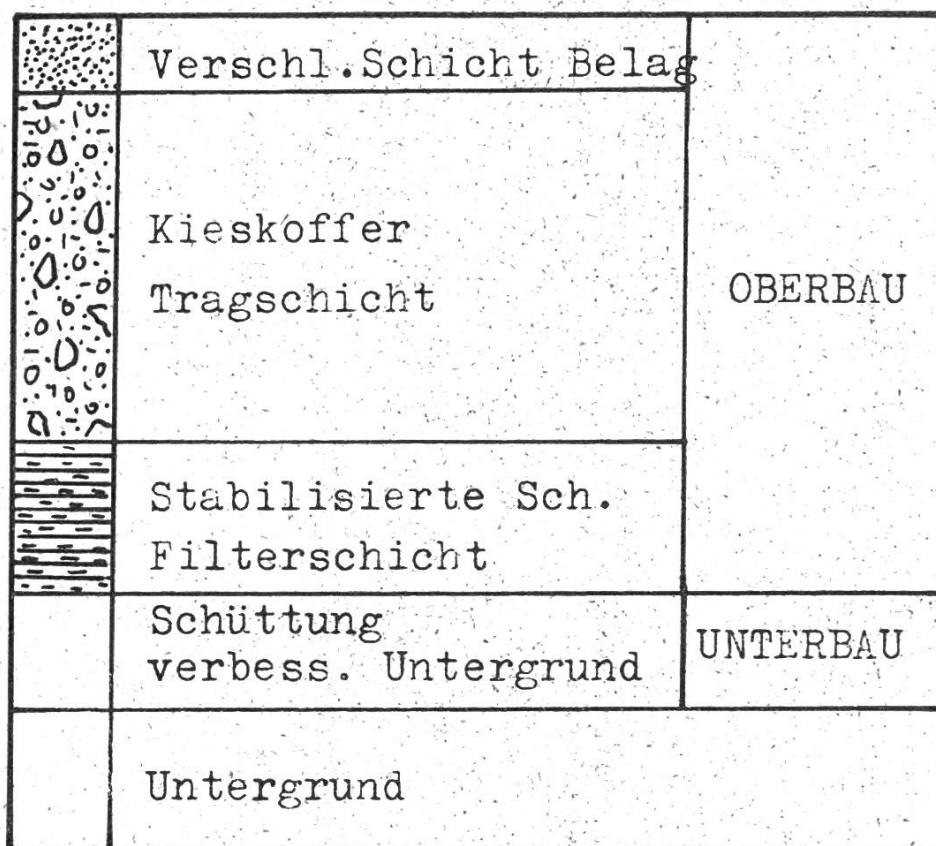 Verschl.Schicht Belag
Kieskoffer
Tragschicht
OBERBAU
Stabilisierte Sch.
Filterschicht
Schüttung
verbess. Untergrund
UNTERBAU
Untergrund